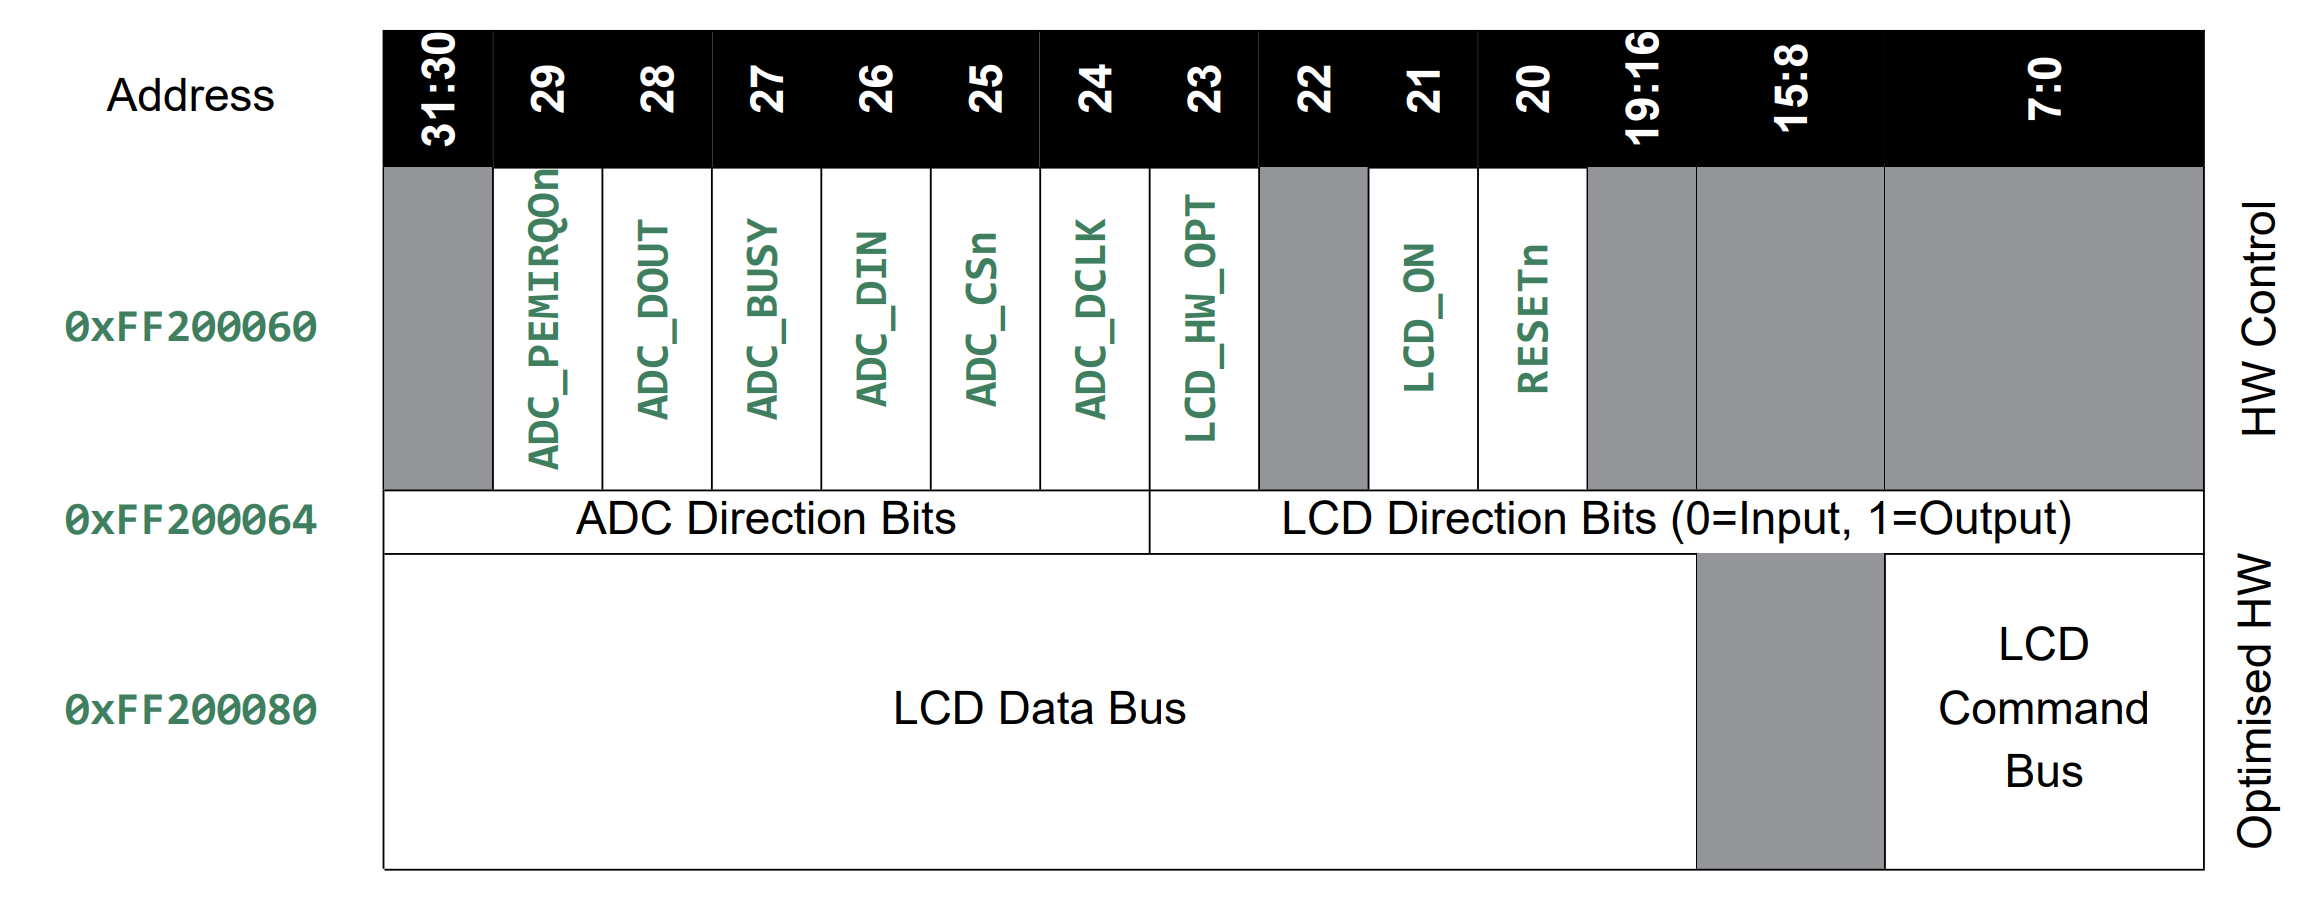 Address
31:30
29
28
27
26
25
24
23
22
21
20
19:16
15:8
7:0
0xFF200060
ADC_PEMIRQOn
ADC_DOUT
ADC_BUSY
ADC_DIN
ADC_CSn
ADC_DCLK
LCD_HW_OPT
LCD_ON
RESETn
HW Control
0xFF200064
ADC Direction Bits
LCD Direction Bits (0=Input, 1=Output)
0xFF200080
LCD Data Bus
LCD
Command
Bus
Optimised HW